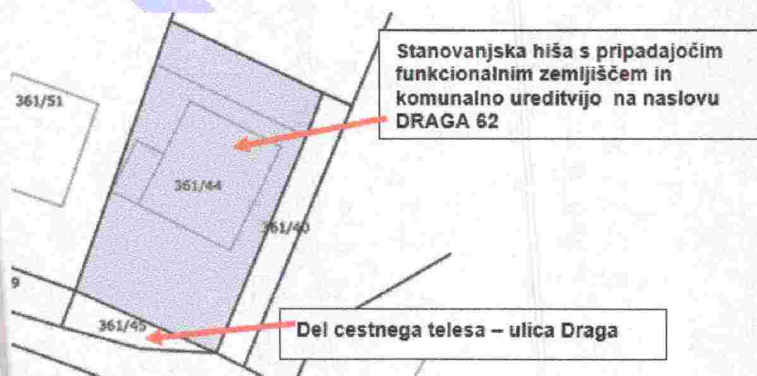 Stanovanjska hiša s pripadajočim
funkcionalnim zemljiščem in
komunalno ureditvijo na naslovu
DRAGA 62
361/51
361/44
361/40
9
361/45
Del cestnega telesa – ulica Draga